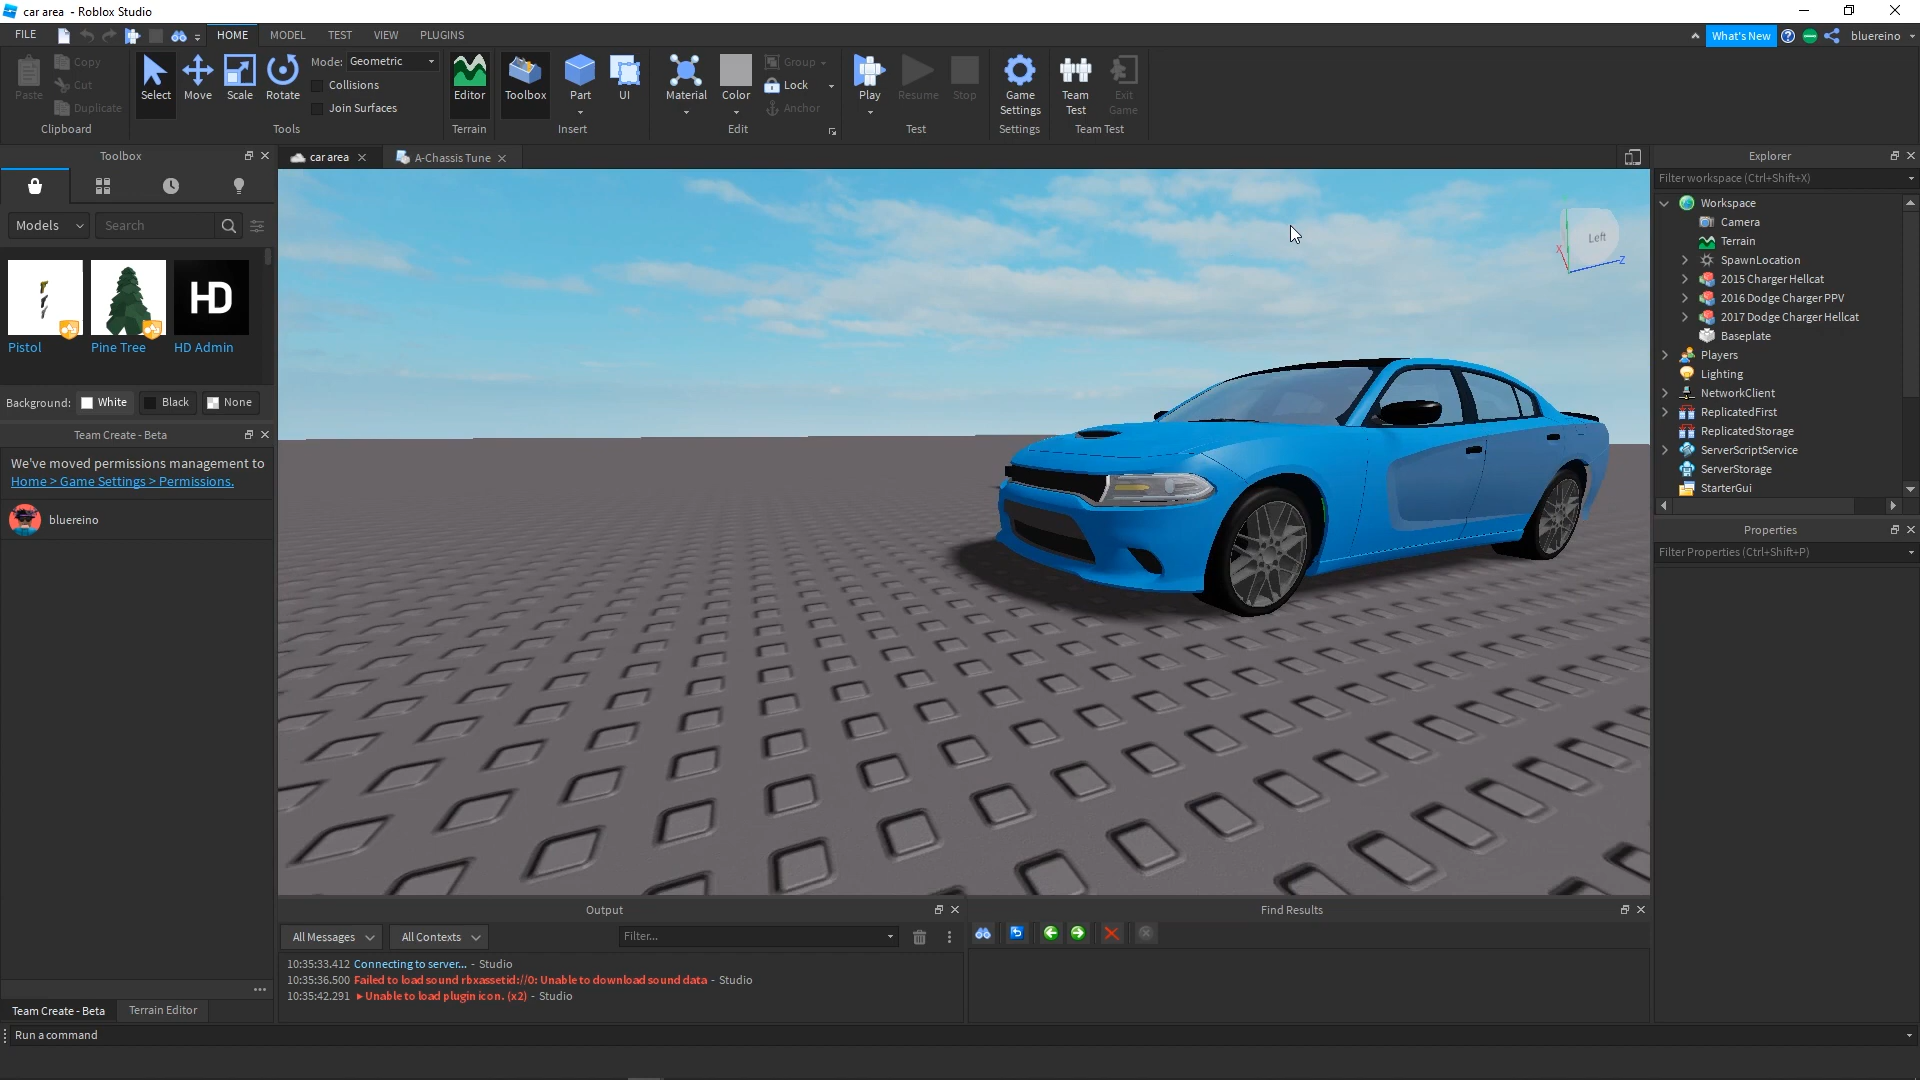 car area - Roblox Studio
FILE HOME MODEL TEST VIEW PLUGINS What's New bluereino
Paste Copy Cut Duplicate Clipboard
Select Move Scale Rotate Mode: Geometric Collisions Join Surfaces Tools
Editor Terrain
Toolbox Part UI Insert
Material Color Group Lock Anchor Edit
Play Resume Stop Test
Game Settings Settings
Team Test Exit Game Team Test
Toolbox
Models Search
HD
Pistol Pine Tree HD Admin
Background: White Black None
Team Create - Beta
We've moved permissions management to
Home > Game Settings > Permissions.
bluereino
Team Create - Beta Terrain Editor
Run a command
car area A-Chassis Tune
Left
X Z
Output
All Messages All Contexts Filter...
10:35:33.412 Connecting to server... - Studio
10:35:36.500 Failed to load sound rbxassetid://0: Unable to download sound data - Studio
10:35:42.291 Unable to load plugin icon. (x2) - Studio
Find Results
Explorer
Filter workspace (Ctrl+Shift+X)
Workspace
Camera
Terrain
SpawnLocation
2015 Charger Hellcat
2016 Dodge Charger PPV
2017 Dodge Charger Hellcat
Baseplate
Players
Lighting
NetworkClient
ReplicatedFirst
ReplicatedStorage
ServerScriptService
ServerStorage
StarterGui
Properties
Filter Properties (Ctrl+Shift+P)